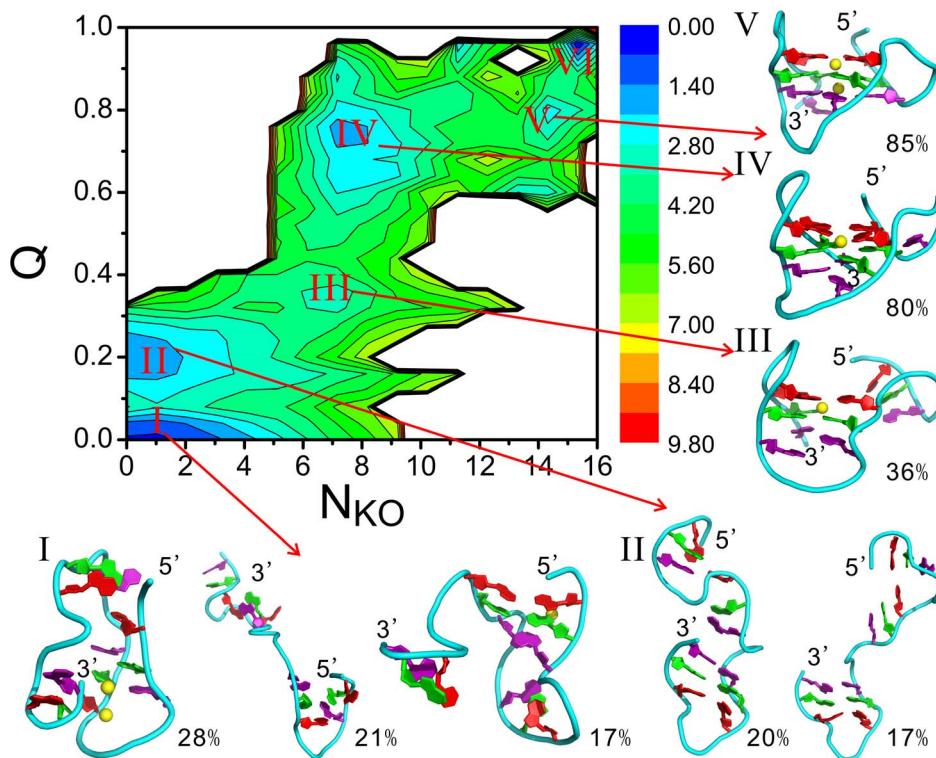 1.0
0.8
0.6
0.4
0.2
0.0
Q
0 2 4 6 8 10 12 14 16
N_KO
I
II
III
IV
V
VI
0.00
1.40
2.80
4.20
5.60
7.00
8.40
9.80
V
5’
3’
85%
IV
5’
3’
80%
III
5’
3’
36%
I
5’
3’
28%
3’
5’
21%
5’
3’
17%
II
5’
3’
20%
5’
3’
17%